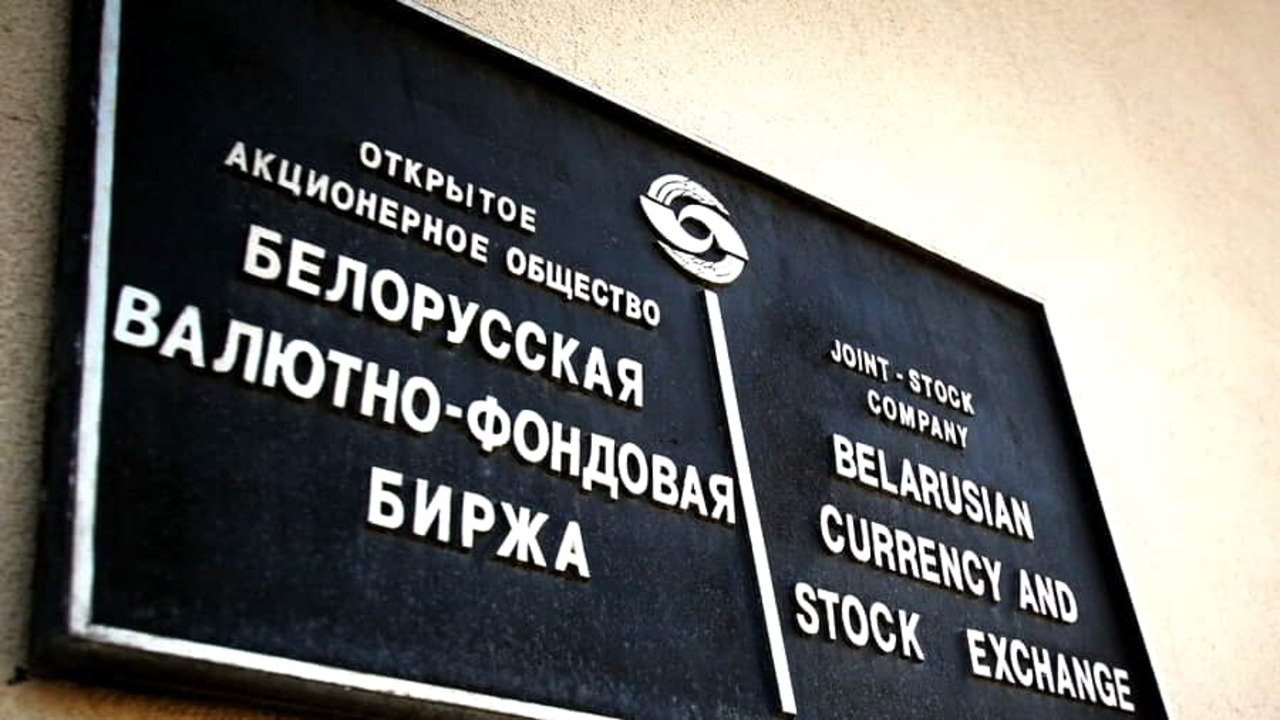 ОТКРЫТОЕ
АКЦИОНЕРНОЕ ОБЩЕСТВО
БЕЛОРУССКАЯ
ВАЛЮТНО-ФОНДОВАЯ
БИРЖА
JOINT - STOCK
COMPANY
BELARUSIAN
CURRENCY AND
STOCK EXCHANGE